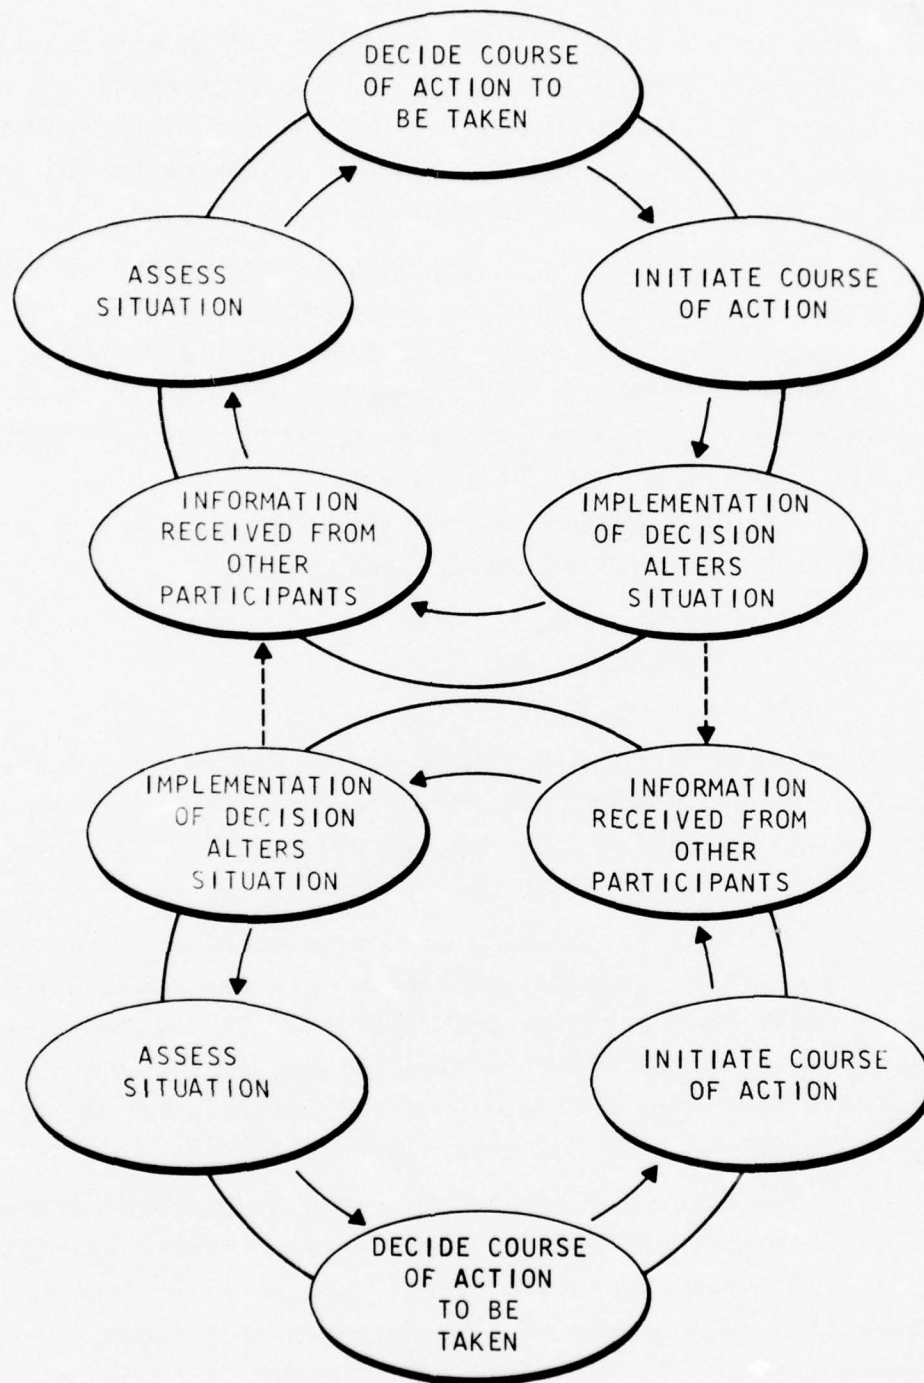 DECIDE COURSE
OF ACTION TO
BE TAKEN
ASSESS
SITUATION
INITIATE COURSE
OF ACTION
INFORMATION
RECEIVED FROM
OTHER
PARTICIPANTS
IMPLEMENTATION
OF DECISION
ALTERS
SITUATION
IMPLEMENTATION
OF DECISION
ALTERS
SITUATION
INFORMATION
RECEIVED FROM
OTHER
PARTICIPANTS
ASSESS
SITUATION
INITIATE COURSE
OF ACTION
DECIDE COURSE
OF ACTION
TO BE
TAKEN